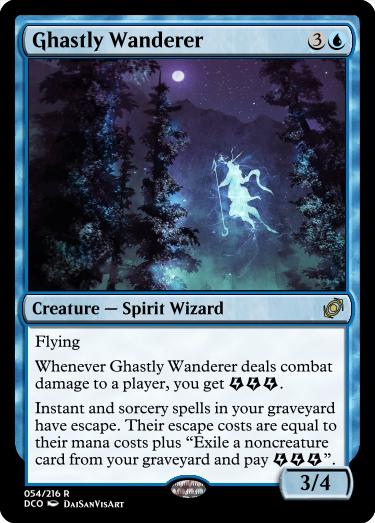 Ghastly Wanderer 3
Creature — Spirit Wizard
Flying
Whenever Ghastly Wanderer deals combat
damage to a player, you get .
Instant and sorcery spells in your graveyard
have escape. Their escape costs are equal to
their mana costs plus “Exile a noncreature
card from your graveyard and pay ”.
3/4
054/216 R
DCO DaiSanVisArt